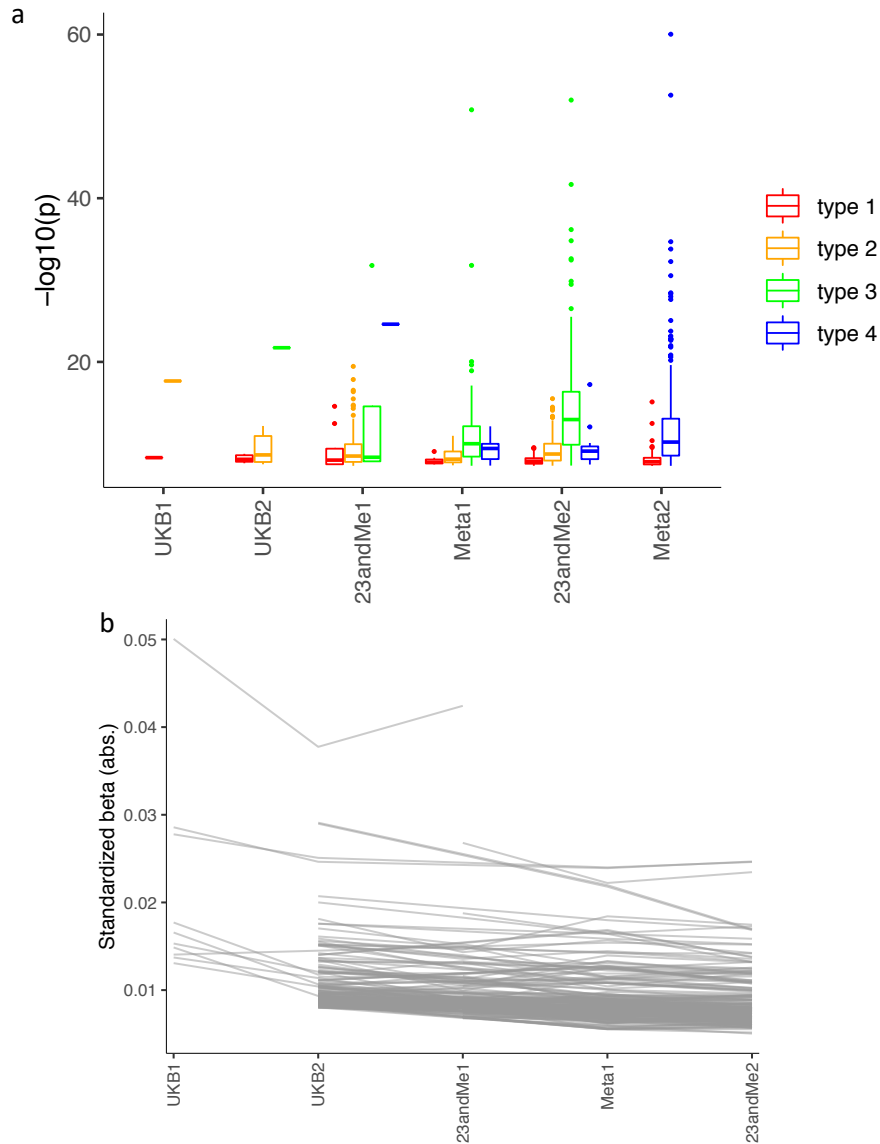 a
60
40
20
−log10(p)
UKB1
UKB2
23andMe1
Meta1
23andMe2
Meta2
type 1
type 2
type 3
type 4
b
0.05
0.04
0.03
0.02
0.01
Standardized beta (abs.)
UKB1
UKB2
23andMe1
Meta1
23andMe2